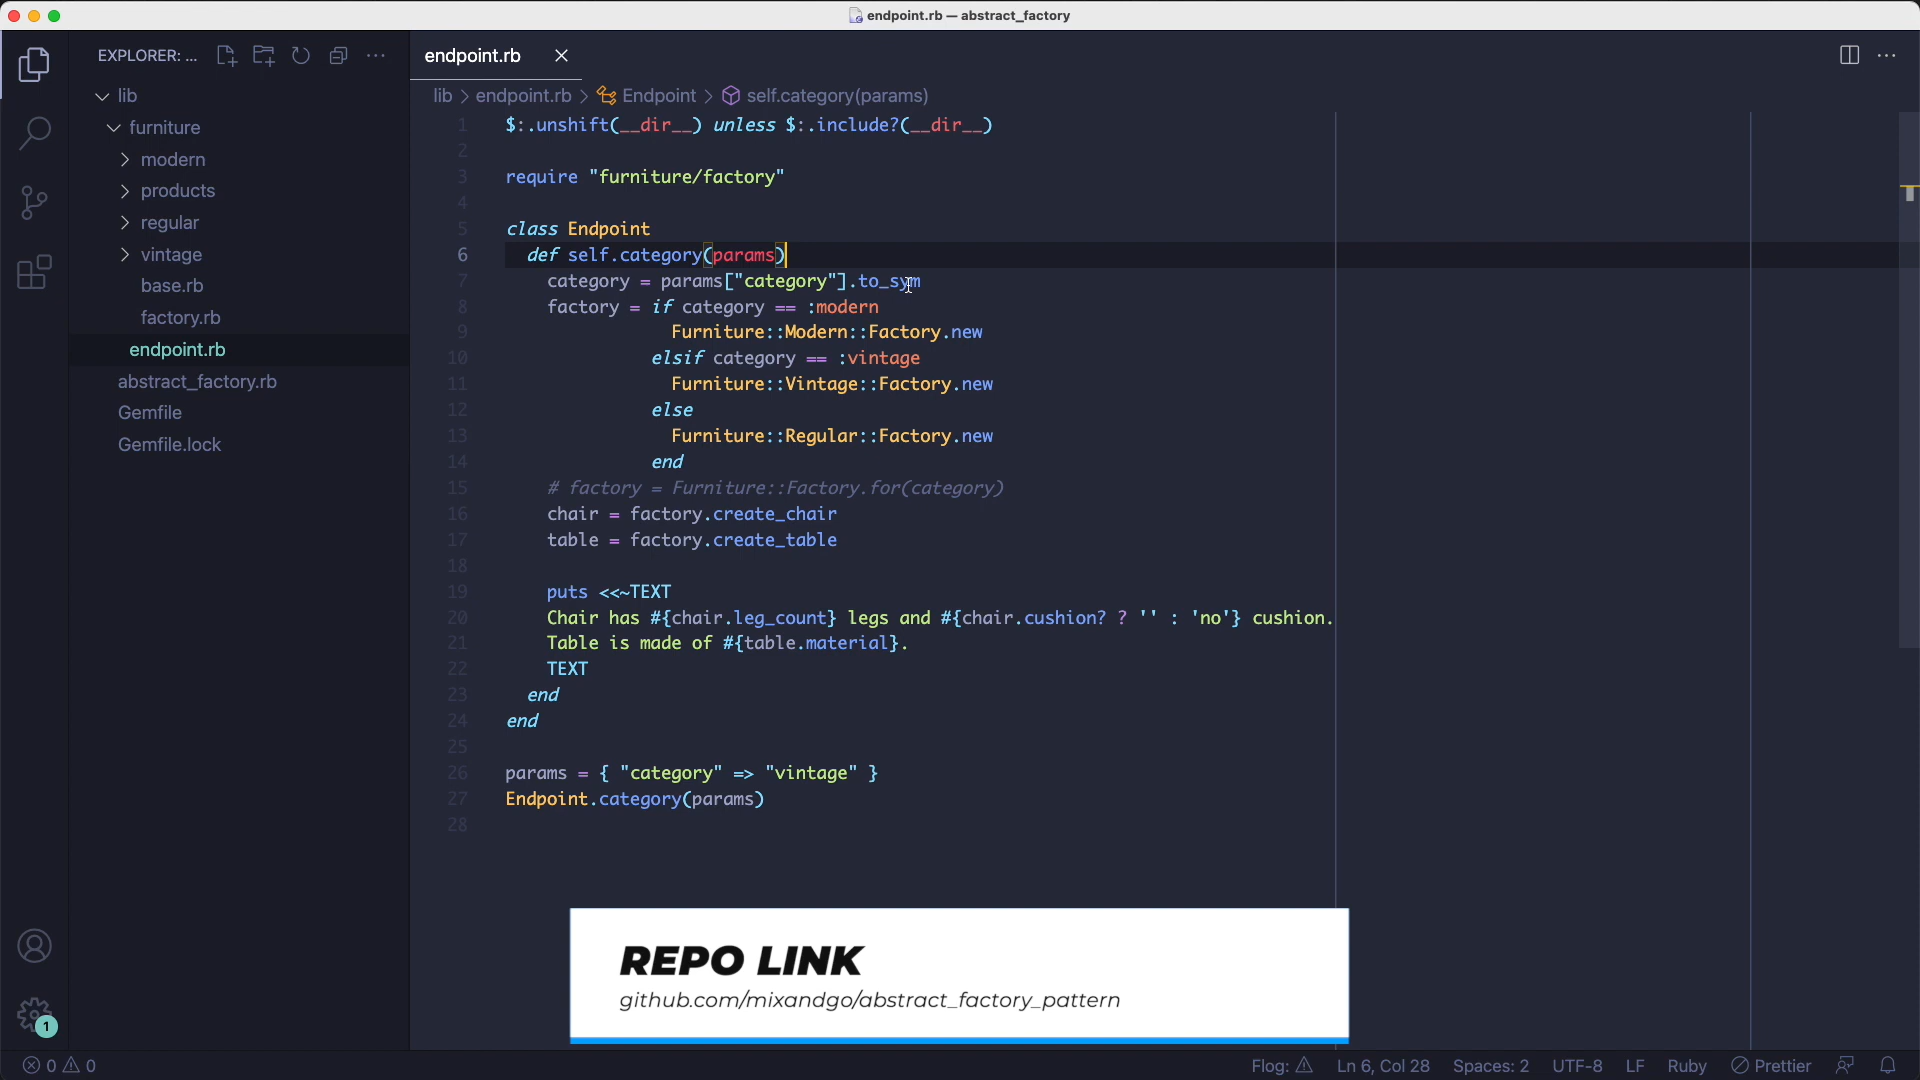 endpoint.rb — abstract_factory
EXPLORER: ...
endpoint.rb
lib
furniture
modern
products
regular
vintage
base.rb
factory.rb
endpoint.rb
abstract_factory.rb
Gemfile
Gemfile.lock
lib > endpoint.rb > Endpoint > self.category(params)
1 $:.unshift(__dir__) unless $:.include?(__dir__)
2
3 require "furniture/factory"
4
5 class Endpoint
6   def self.category(params)
7     category = params["category"].to_sym
8     factory = if category == :modern
9                 Furniture::Modern::Factory.new
10               elsif category == :vintage
11                 Furniture::Vintage::Factory.new
12               else
13                 Furniture::Regular::Factory.new
14               end
15     # factory = Furniture::Factory.for(category)
16     chair = factory.create_chair
17     table = factory.create_table
18
19     puts <<~TEXT
20     Chair has #{chair.leg_count} legs and #{chair.cushion? ? '' : 'no'} cushion.
21     Table is made of #{table.material}.
22     TEXT
23   end
24 end
25
26 params = { "category" => "vintage" }
27 Endpoint.category(params)
28
REPO LINK
github.com/mixandgo/abstract_factory_pattern
1
0 0
Flog: Ln 6, Col 28 Spaces: 2 UTF-8 LF Ruby Prettier